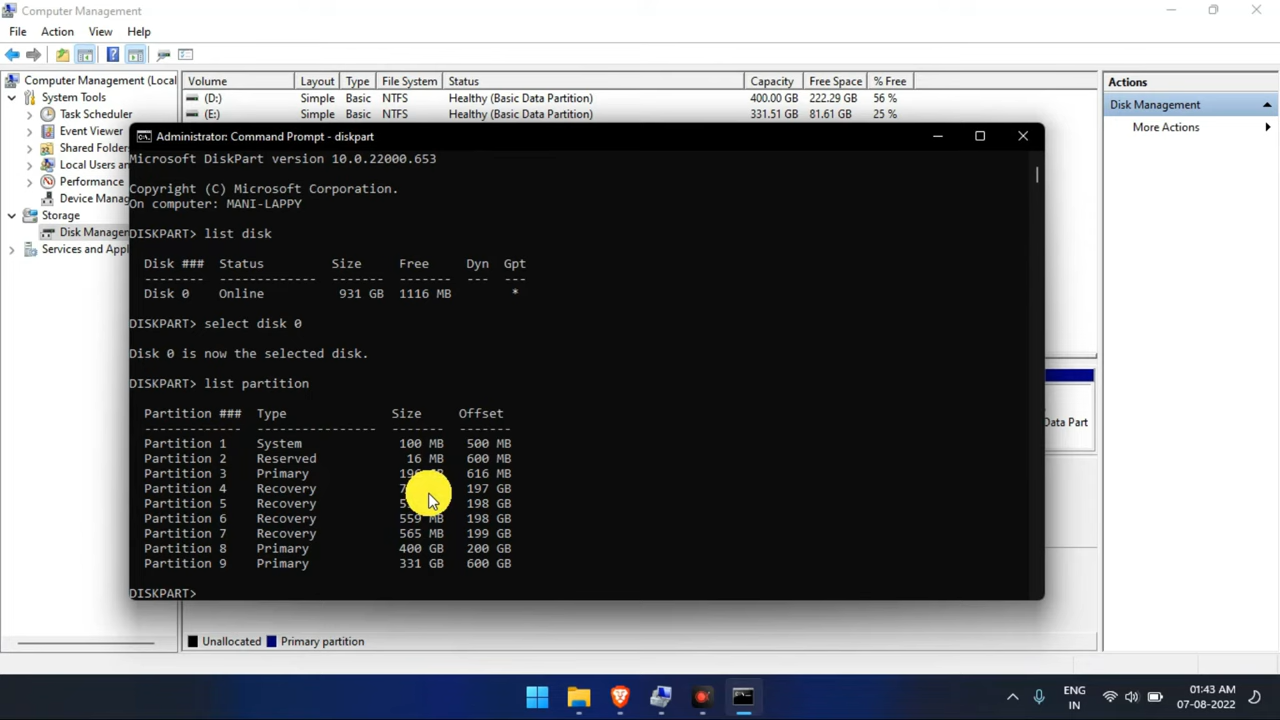 Computer Management
File Action View Help
Computer Management (Local
System Tools
Task Scheduler
Event Viewer
Shared Folders
Local Users an
Performance
Device Manag
Storage
Disk Managem
Services and Appl
Volume Layout Type File System Status Capacity Free Space % Free
(D:) Simple Basic NTFS Healthy (Basic Data Partition) 400.00 GB 222.29 GB 56 %
(E:) Simple Basic NTFS Healthy (Basic Data Partition) 331.51 GB 81.61 GB 25 %
Actions
Disk Management
More Actions
Administrator: Command Prompt - diskpart
Microsoft DiskPart version 10.0.22000.653
Copyright (C) Microsoft Corporation.
On computer: MANI-LAPPY
DISKPART> list disk
Disk ### Status Size Free Dyn Gpt
-------- ------------- ------- ------- --- ---
Disk 0 Online 931 GB 1116 MB *
DISKPART> select disk 0
Disk 0 is now the selected disk.
DISKPART> list partition
Partition ### Type Size Offset
------------- ---------------- ------- -------
Partition 1 System 100 MB 500 MB
Partition 2 Reserved 16 MB 600 MB
Partition 3 Primary 616 MB
Partition 4 Recovery 197 GB
Partition 5 Recovery 198 GB
Partition 6 Recovery 559 MB 198 GB
Partition 7 Recovery 565 MB 199 GB
Partition 8 Primary 400 GB 200 GB
Partition 9 Primary 331 GB 600 GB
DISKPART>
Data Part
Unallocated Primary partition
ENG
IN
01:43 AM
07-08-2022